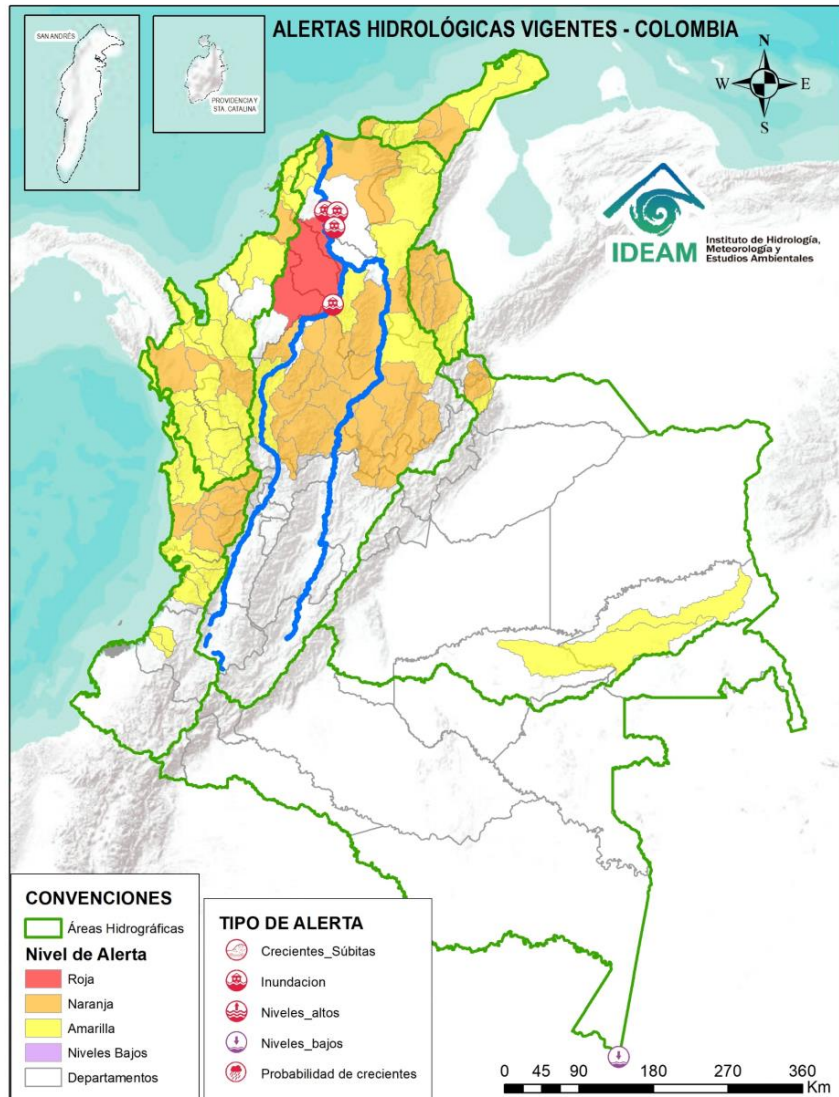 ALERTAS HIDROLÓGICAS VIGENTES - COLOMBIA
SAN ANDRÉS
PROVIDENCIA Y
STA. CATALINA
N
W
E
S
IDEAM
Instituto de Hidrología,
Meteorología y
Estudios Ambientales
CONVENCIONES
Áreas Hidrográficas
Nivel de Alerta
Roja
Naranja
Amarilla
Niveles Bajos
Departamentos
TIPO DE ALERTA
Crecientes_Súbitas
Inundacion
Niveles_altos
Niveles_bajos
Probabilidad de crecientes
0 45 90 180 270 360
Km